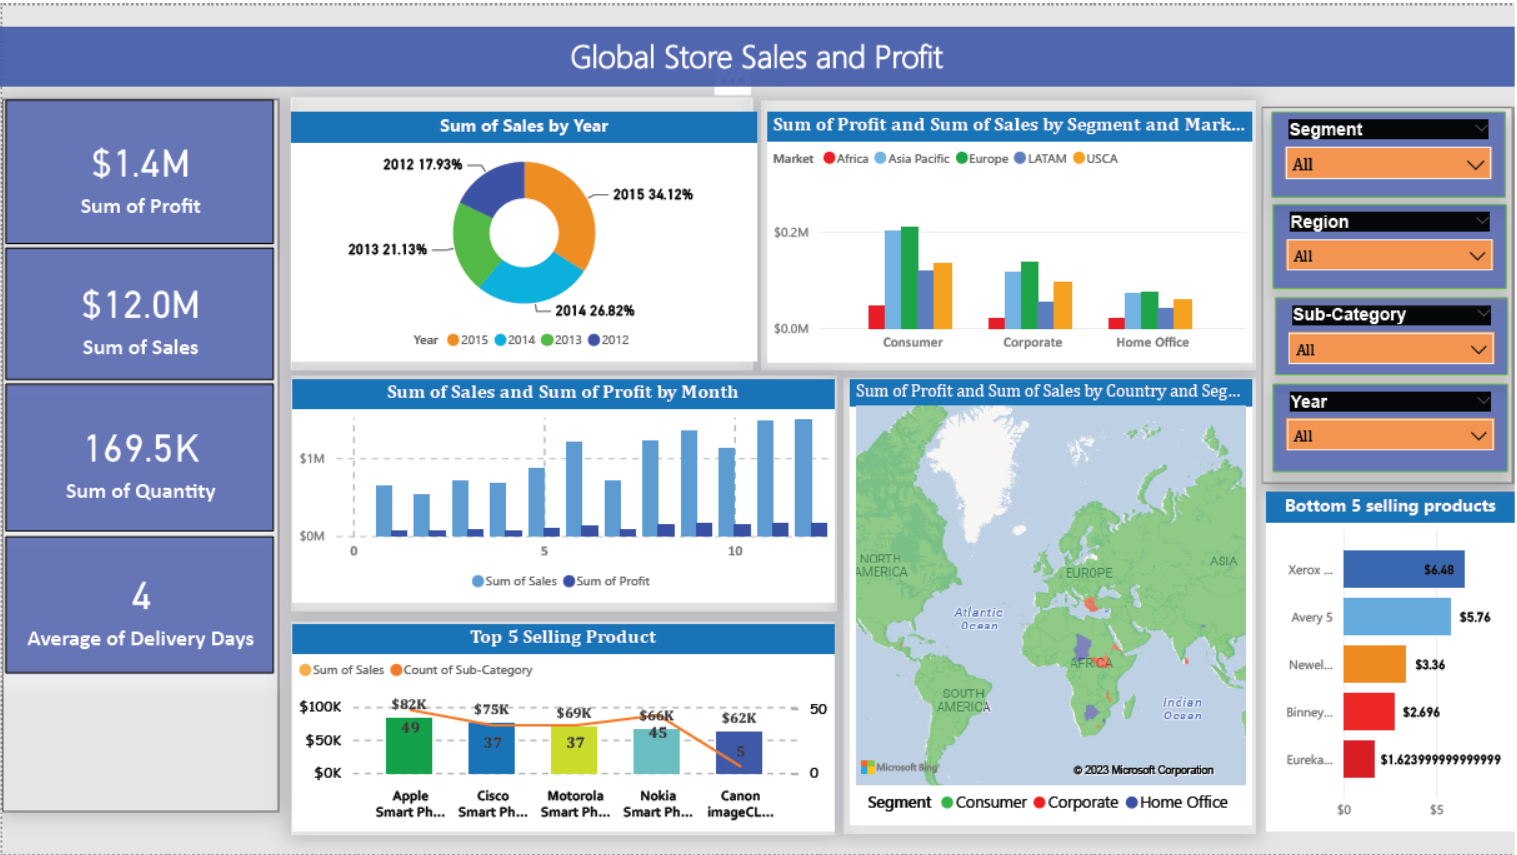 Global Store Sales and Profit
$1.4M
Sum of Profit
$12.0M
Sum of Sales
169.5K
Sum of Quantity
4
Average of Delivery Days
Sum of Sales by Year
2012 17.93%
2015 34.12%
2013 21.13%
2014 26.82%
Year 2015 2014 2013 2012
Sum of Profit and Sum of Sales by Segment and Mark...
Market Africa Asia Pacific Europe LATAM USCA
$0.2M
$0.0M
Consumer Corporate Home Office
Segment
All
Region
All
Sub-Category
All
Year
All
Sum of Sales and Sum of Profit by Month
$1M
$0M
0 5 10
Sum of Sales Sum of Profit
Sum of Profit and Sum of Sales by Country and Seg...
NORTH
AMERICA
EUROPE
ASIA
Atlantic
Ocean
AFRICA
SOUTH
AMERICA
Indian
Ocean
Microsoft Bing
© 2023 Microsoft Corporation
Segment Consumer Corporate Home Office
Top 5 Selling Product
Sum of Sales Count of Sub-Category
$100K
$50K
$0K
$82K $75K $69K $66K $62K
49 37 37 45 5
50
0
Apple Cisco Motorola Nokia Canon
Smart Ph... Smart Ph... Smart Ph... Smart Ph... imageCL...
Bottom 5 selling products
Xerox ... $6.48
Avery 5 $5.76
Newel... $3.36
Binney... $2.696
Eureka... $1.623999999999999
$0 $5